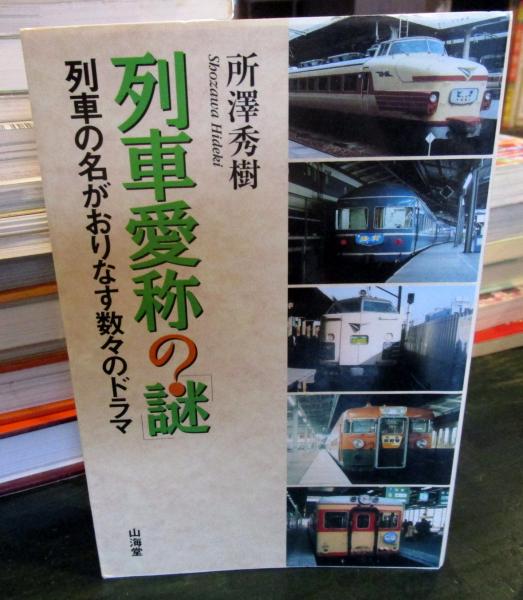 所澤秀樹
Shozawa Hideki
列車愛称の?「謎」
列車の名がおりなす数々のドラマ
山海堂